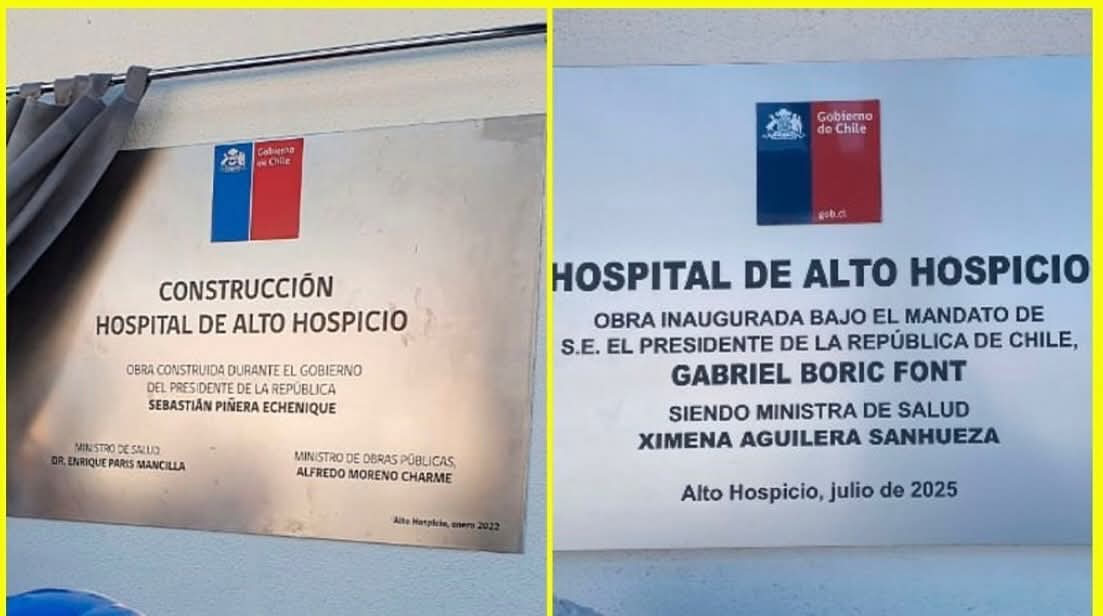 Gobierno
de Chile
CONSTRUCCIÓN
HOSPITAL DE ALTO HOSPICIO
OBRA CONSTRUIDA DURANTE EL GOBIERNO
DEL PRESIDENTE DE LA REPÚBLICA
SEBASTIÁN PIÑERA ECHENIQUE
MINISTRO DE SALUD
DR. ENRIQUE PARIS MANCILLA
MINISTRO DE OBRAS PÚBLICAS,
ALFREDO MORENO CHARME
Alto Hospicio, enero 2022
Gobierno
de Chile
gob.cl
HOSPITAL DE ALTO HOSPICIO
OBRA INAUGURADA BAJO EL MANDATO DE
S.E. EL PRESIDENTE DE LA REPÚBLICA DE CHILE,
GABRIEL BORIC FONT
SIENDO MINISTRA DE SALUD
XIMENA AGUILERA SANHUEZA
Alto Hospicio, julio de 2025